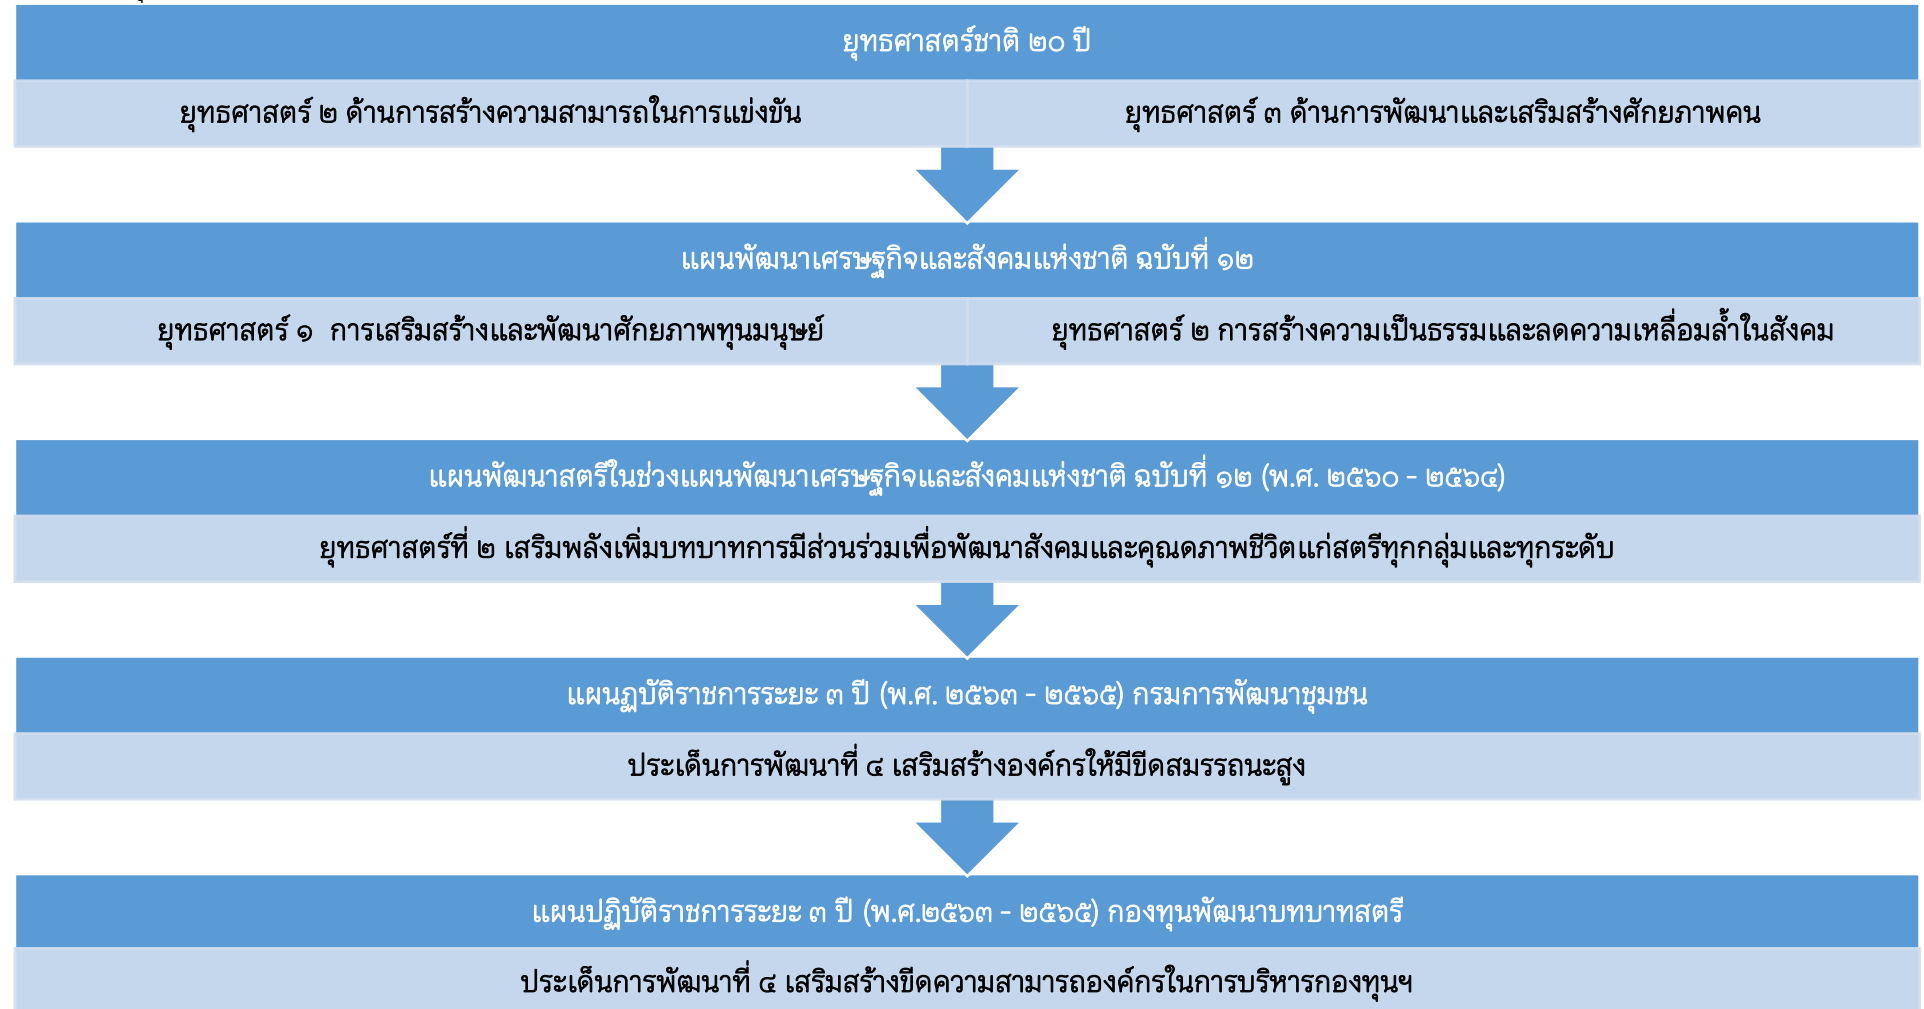 ยุทธศาสตร์ชาติ ๒๐ ปี
ยุทธศาสตร์ ๒ ด้านการสร้างความสามารถในการแข่งขัน
ยุทธศาสตร์ ๓ ด้านการพัฒนาและเสริมสร้างศักยภาพคน
แผนพัฒนาเศรษฐกิจและสังคมแห่งชาติ ฉบับที่ ๑๒
ยุทธศาสตร์ ๑  การเสริมสร้างและพัฒนาศักยภาพทุนมนุษย์
ยุทธศาสตร์ ๒ การสร้างความเป็นธรรมและลดความเหลื่อมล้ำในสังคม
แผนพัฒนาสตรีในช่วงแผนพัฒนาเศรษฐกิจและสังคมแห่งชาติ ฉบับที่ ๑๒ (พ.ศ. ๒๕๖๐ - ๒๕๖๔)
ยุทธศาสตร์ที่ ๒ เสริมพลังเพิ่มบทบาทการมีส่วนร่วมเพื่อพัฒนาสังคมและคุณดภาพชีวิตแก่สตรีทุกกลุ่มและทุกระดับ
แผนฏบัติราชการระยะ ๓ ปี (พ.ศ. ๒๕๖๓ - ๒๕๖๕) กรมการพัฒนาชุมชน
ประเด็นการพัฒนาที่ ๔ เสริมสร้างองค์กรให้มีขีดสมรรถนะสูง
แผนปฏิบัติราชการระยะ ๓ ปี (พ.ศ.๒๕๖๓ - ๒๕๖๕) กองทุนพัฒนาบทบาทสตรี
ประเด็นการพัฒนาที่ ๔ เสริมสร้างขีดความสามารถองค์กรในการบริหารกองทุนฯ